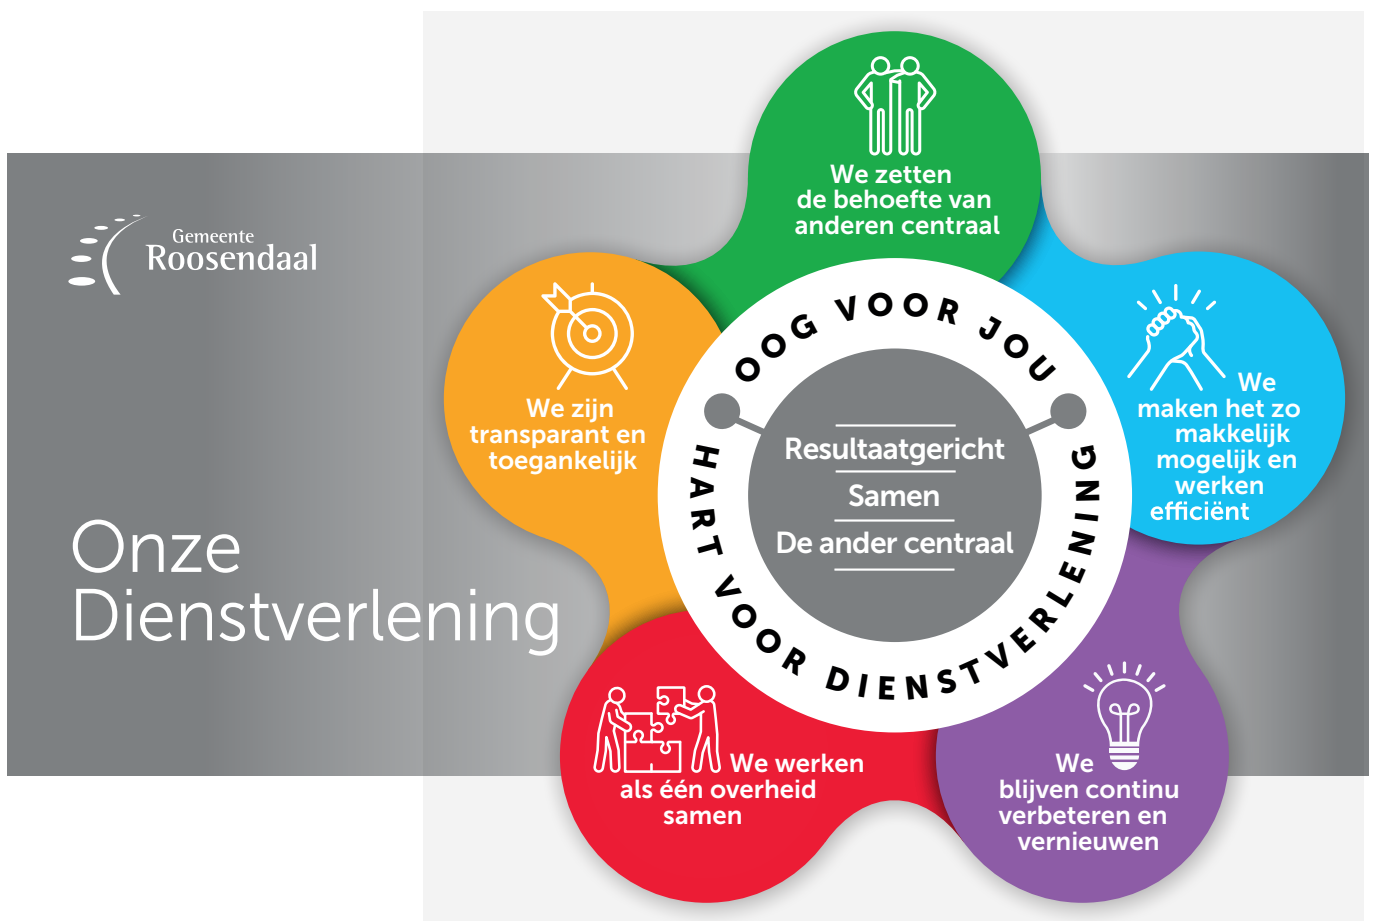 Gemeente
Roosendaal
Onze
Dienstverlening
We zetten
de behoefte van
anderen centraal
We
maken het zo
makkelijk
mogelijk en
werken
efficiënt
We
blijven continu
verbeteren en
vernieuwen
We werken
als één overheid
samen
We zijn
transparant en
toegankelijk
OOG VOOR JOU
HART VOOR DIENSTVERLENING
Resultaatgericht
Samen
De ander centraal